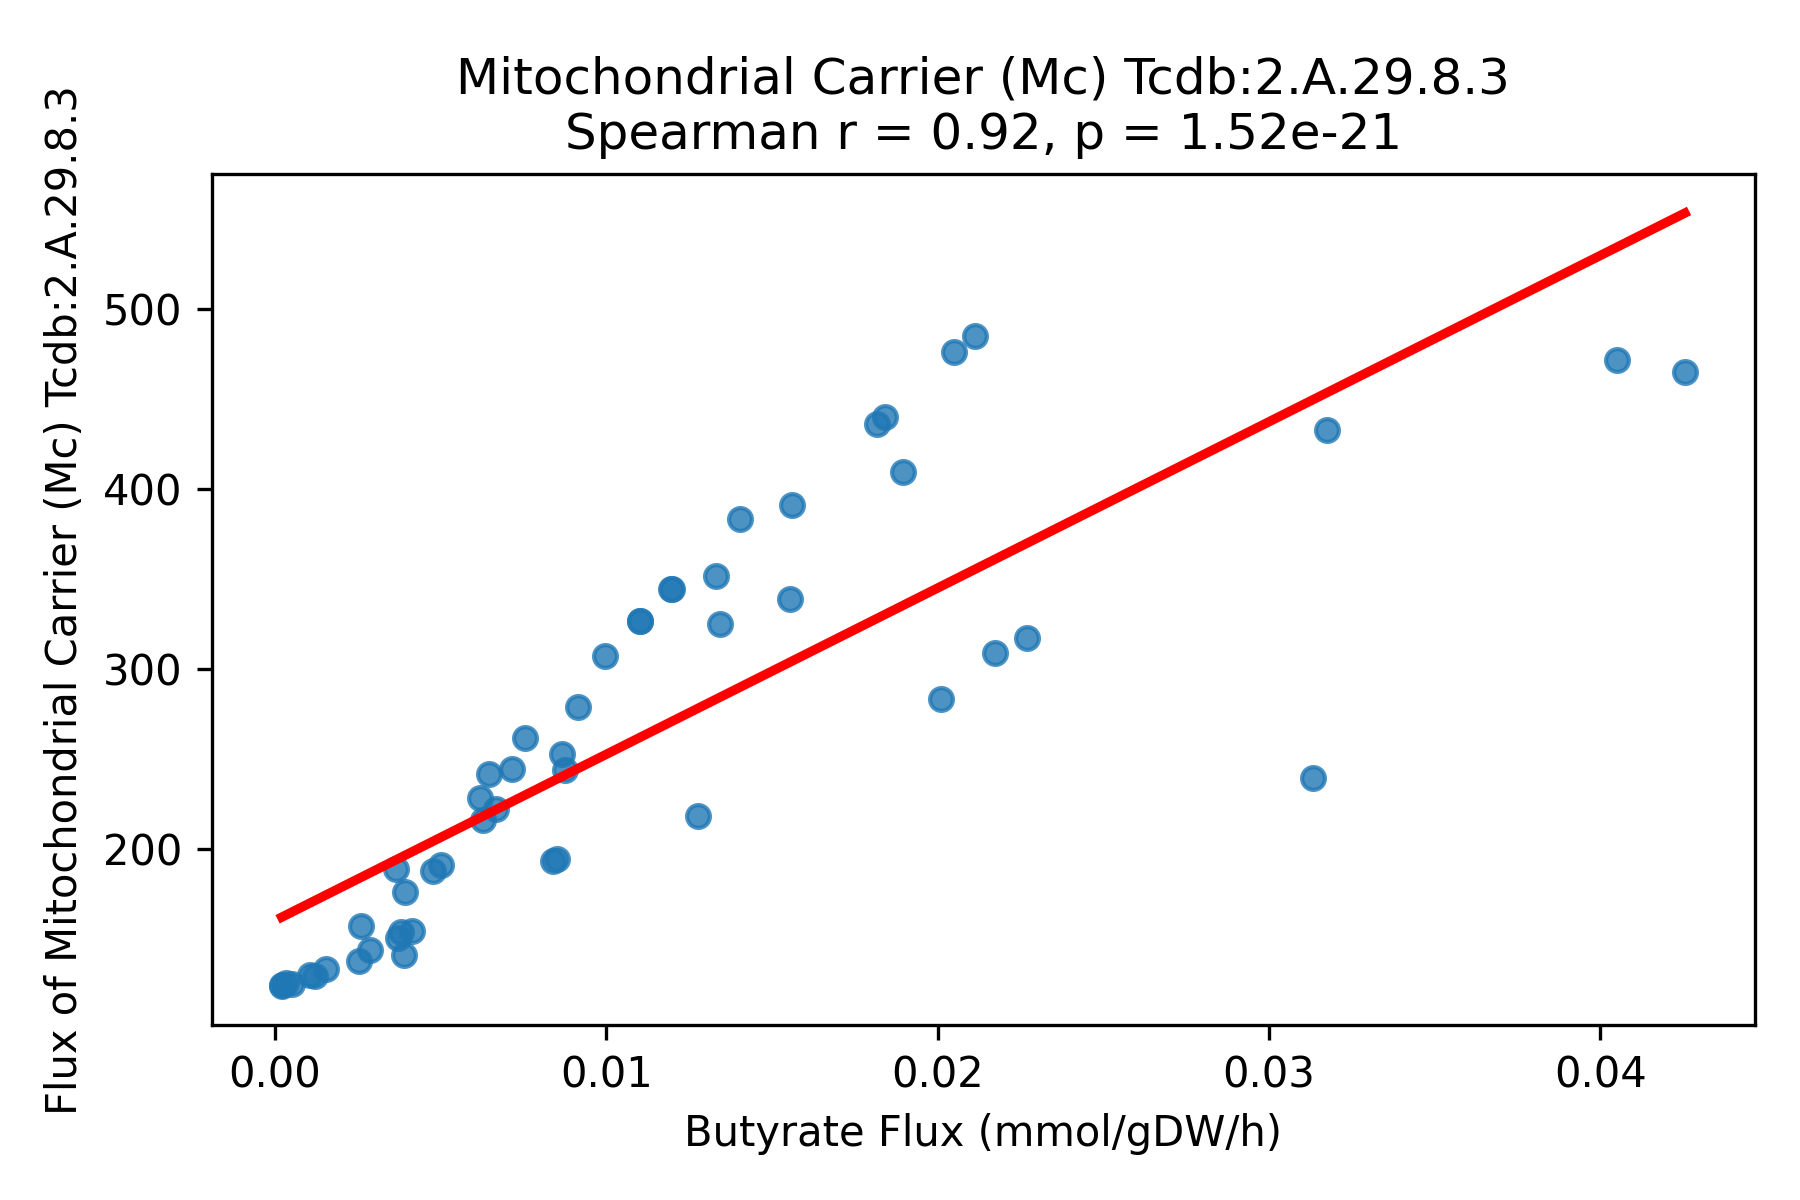 Mitochondrial Carrier (Mc) Tcdb:2.A.29.8.3
Spearman r = 0.92, p = 1.52e-21
Flux of Mitochondrial Carrier (Mc) Tcdb:2.A.29.8.3
500
400
300
200
0.00 0.01 0.02 0.03 0.04
Butyrate Flux (mmol/gDW/h)